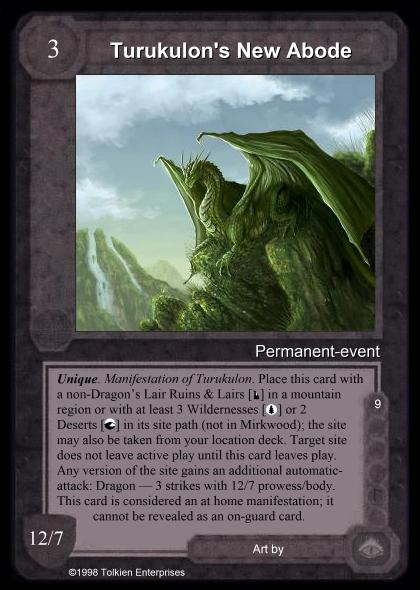 3
Turukulon's New Abode
Permanent-event
Unique. Manifestation of Turukulon. Place this card with
a non-Dragon's Lair Ruins & Lairs [] in a mountain
region or with at least 3 Wildernesses [] or 2
Deserts [] in its site path (not in Mirkwood); the site
may also be taken from your location deck. Target site
does not leave active play until this card leaves play.
Any version of the site gains an additional automatic-
attack: Dragon — 3 strikes with 12/7 prowess/body.
This card is considered an at home manifestation; it
cannot be revealed as an on-guard card.
9
12/7
Art by
©1998 Tolkien Enterprises